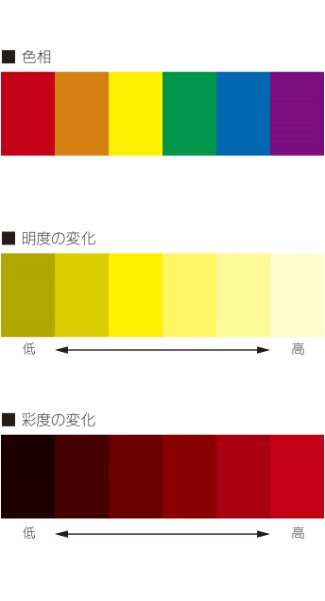 ■ 色相
■ 明度の変化
低 高
■ 彩度の変化
低 高